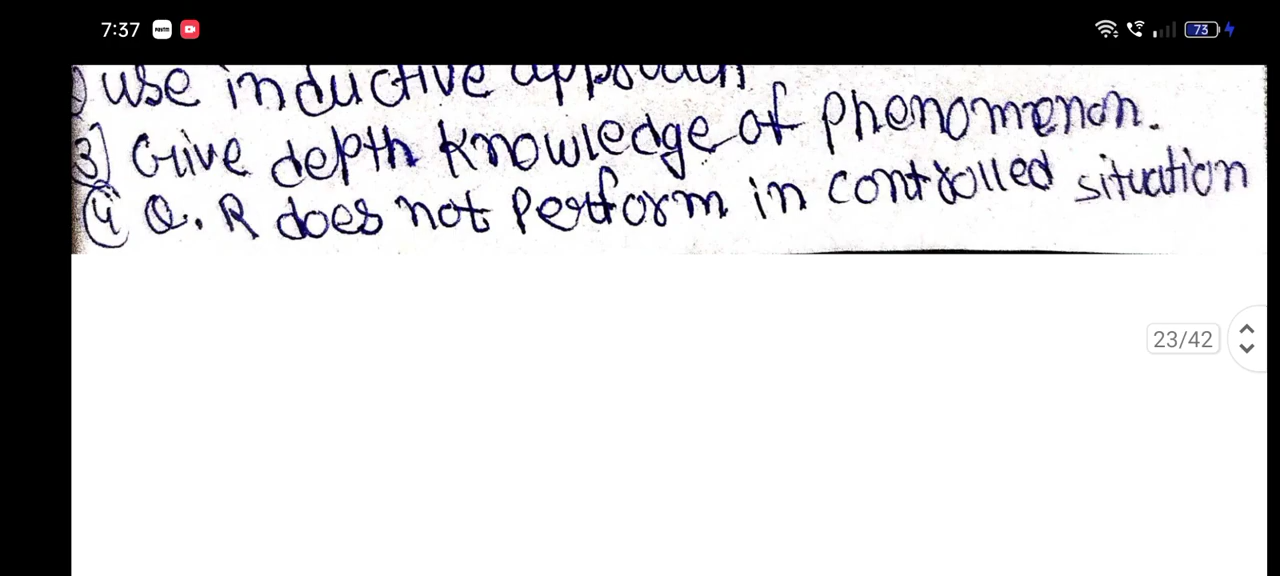 7:37
73
use inductive approach
3] Give depth knowledge of phenomenon.
4 Q. R does not perform in controlled situation
23/42